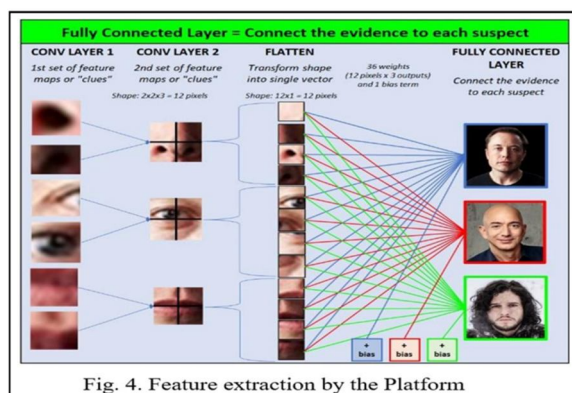 Fully Connected Layer = Connect the evidence to each suspect
CONV LAYER 1
1st set of feature
maps or "clues"
CONV LAYER 2
2nd set of feature
maps or "clues"
Shape: 2x2x3 = 12 pixels
FLATTEN
Transform shape
into single vector
Shape: 12x1 = 12 pixels
36 weights
(12 pixels x 3 outputs)
and 1 bias term
FULLY CONNECTED
LAYER
Connect the evidence
to each suspect
+
bias
+
bias
+
bias
Fig. 4. Feature extraction by the Platform